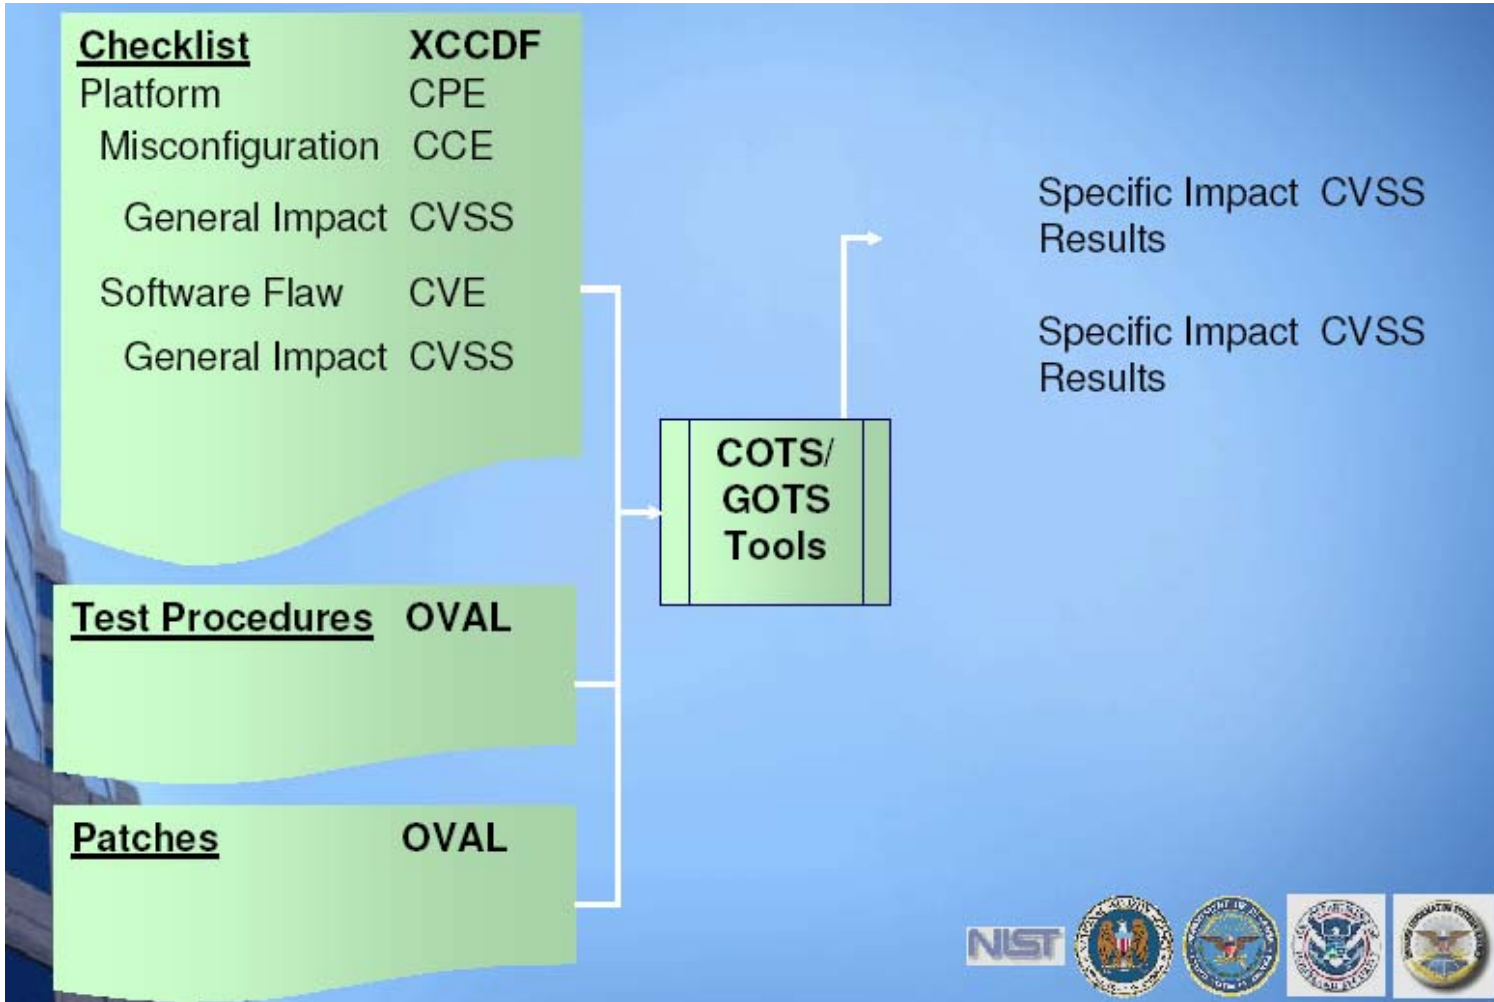 Checklist XCCDF
Platform CPE
Misconfiguration CCE
General Impact CVSS
Software Flaw CVE
General Impact CVSS
Test Procedures OVAL
Patches OVAL
COTS/
GOTS
Tools
Specific Impact CVSS
Results
Specific Impact CVSS
Results
NIST